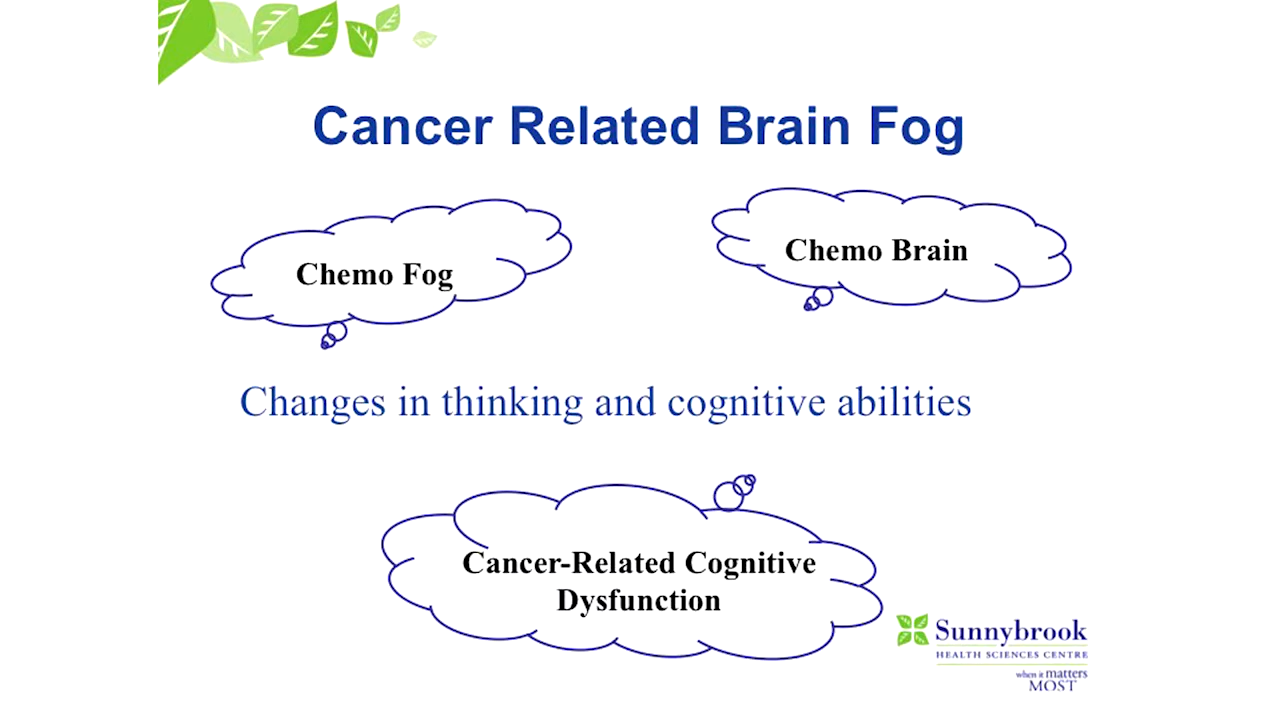 Cancer Related Brain Fog
Chemo Fog
Chemo Brain
Changes in thinking and cognitive abilities
Cancer-Related Cognitive
Dysfunction
Sunnybrook
HEALTH SCIENCES CENTRE
when it matters
MOST